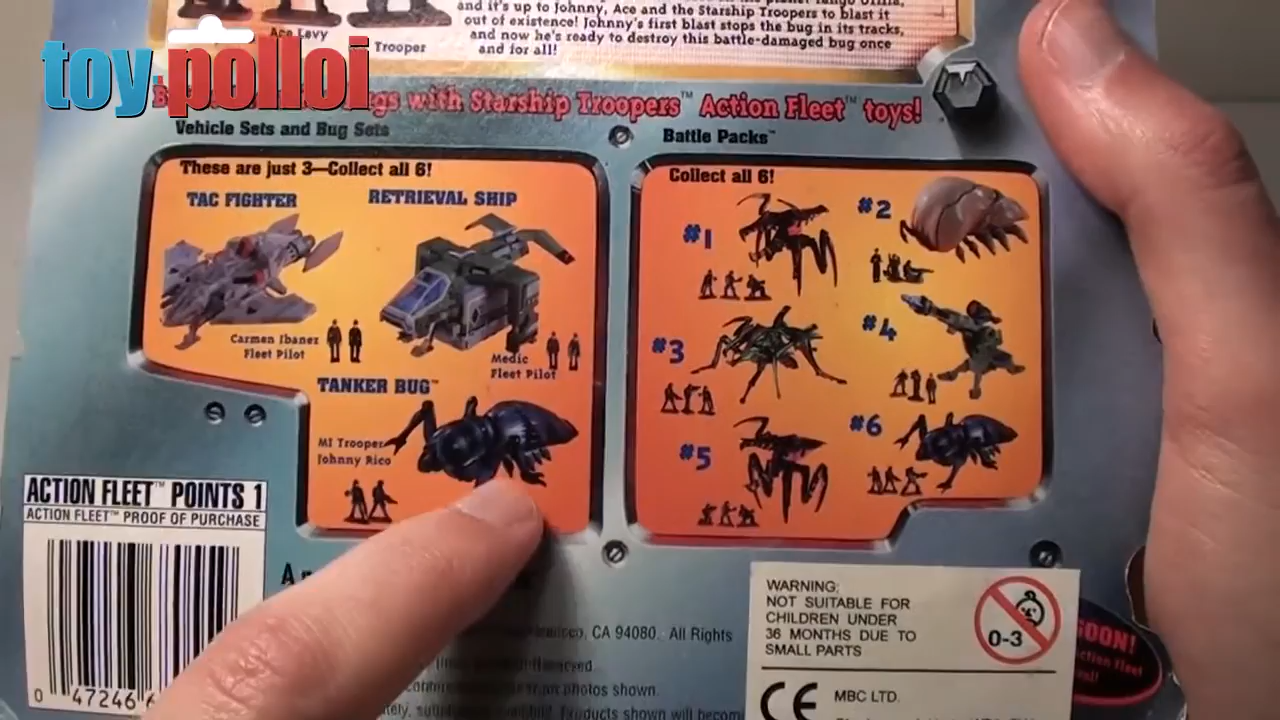 and it's up to Johnny, Ace and the Starship Troopers to blast it
out of existence! Johnny's first blast stops the bug in its tracks,
and now he's ready to destroy this battle-damaged bug once
and for all!
Ace Levy
Trooper
toy polloi
with Starship Troopers™ Action Fleet™ toys!
Vehicle Sets and Bug Sets
Battle Packs™
These are just 3—Collect all 6!
TAC FIGHTER
RETRIEVAL SHIP
Carmen Ibanez
Fleet Pilot
Medic
Fleet Pilot
TANKER BUG™
MI Trooper
Johnny Rico
Collect all 6!
#1
#2
#3
#4
#5
#6
ACTION FLEET™ POINTS 1
ACTION FLEET™ PROOF OF PURCHASE
0 47246
CA 94080. All Rights
photos shown.
Products shown will
WARNING:
NOT SUITABLE FOR
CHILDREN UNDER
36 MONTHS DUE TO
SMALL PARTS
0-3
CE
MBC LTD.
SOON!
Action Fleet